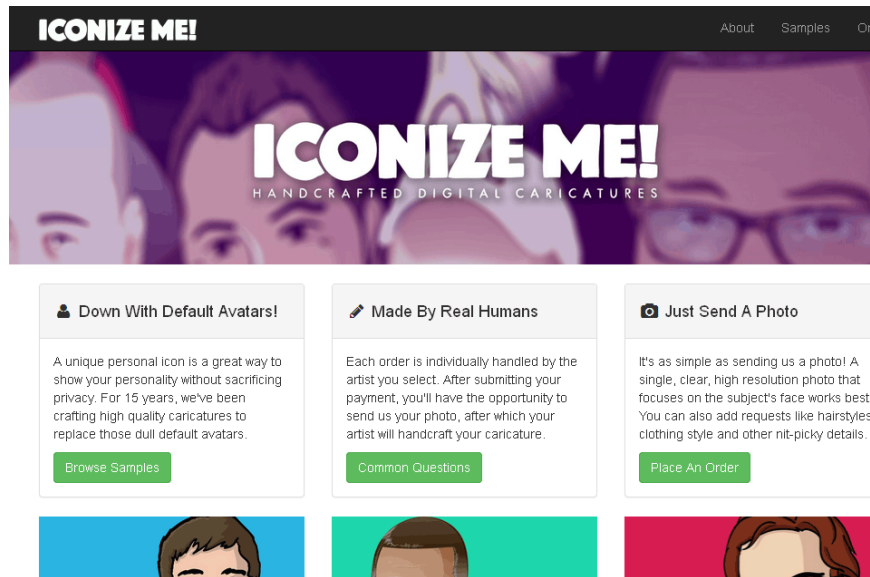 ICONIZE ME!
About Samples
ICONIZE ME!
HANDCRAFTED DIGITAL CARICATURES
Down With Default Avatars!
A unique personal icon is a great way to
show your personality without sacrificing
privacy. For 15 years, we've been
crafting high quality caricatures to
replace those dull default avatars.
Browse Samples
Made By Real Humans
Each order is individually handled by the
artist you select. After submitting your
payment, you'll have the opportunity to
send us your photo, after which your
artist will handcraft your caricature.
Common Questions
Just Send A Photo
It's as simple as sending us a photo! A
single, clear, high resolution photo that
focuses on the subject's face works best
You can also add requests like hairstyles
clothing style and other nit-picky details.
Place An Order